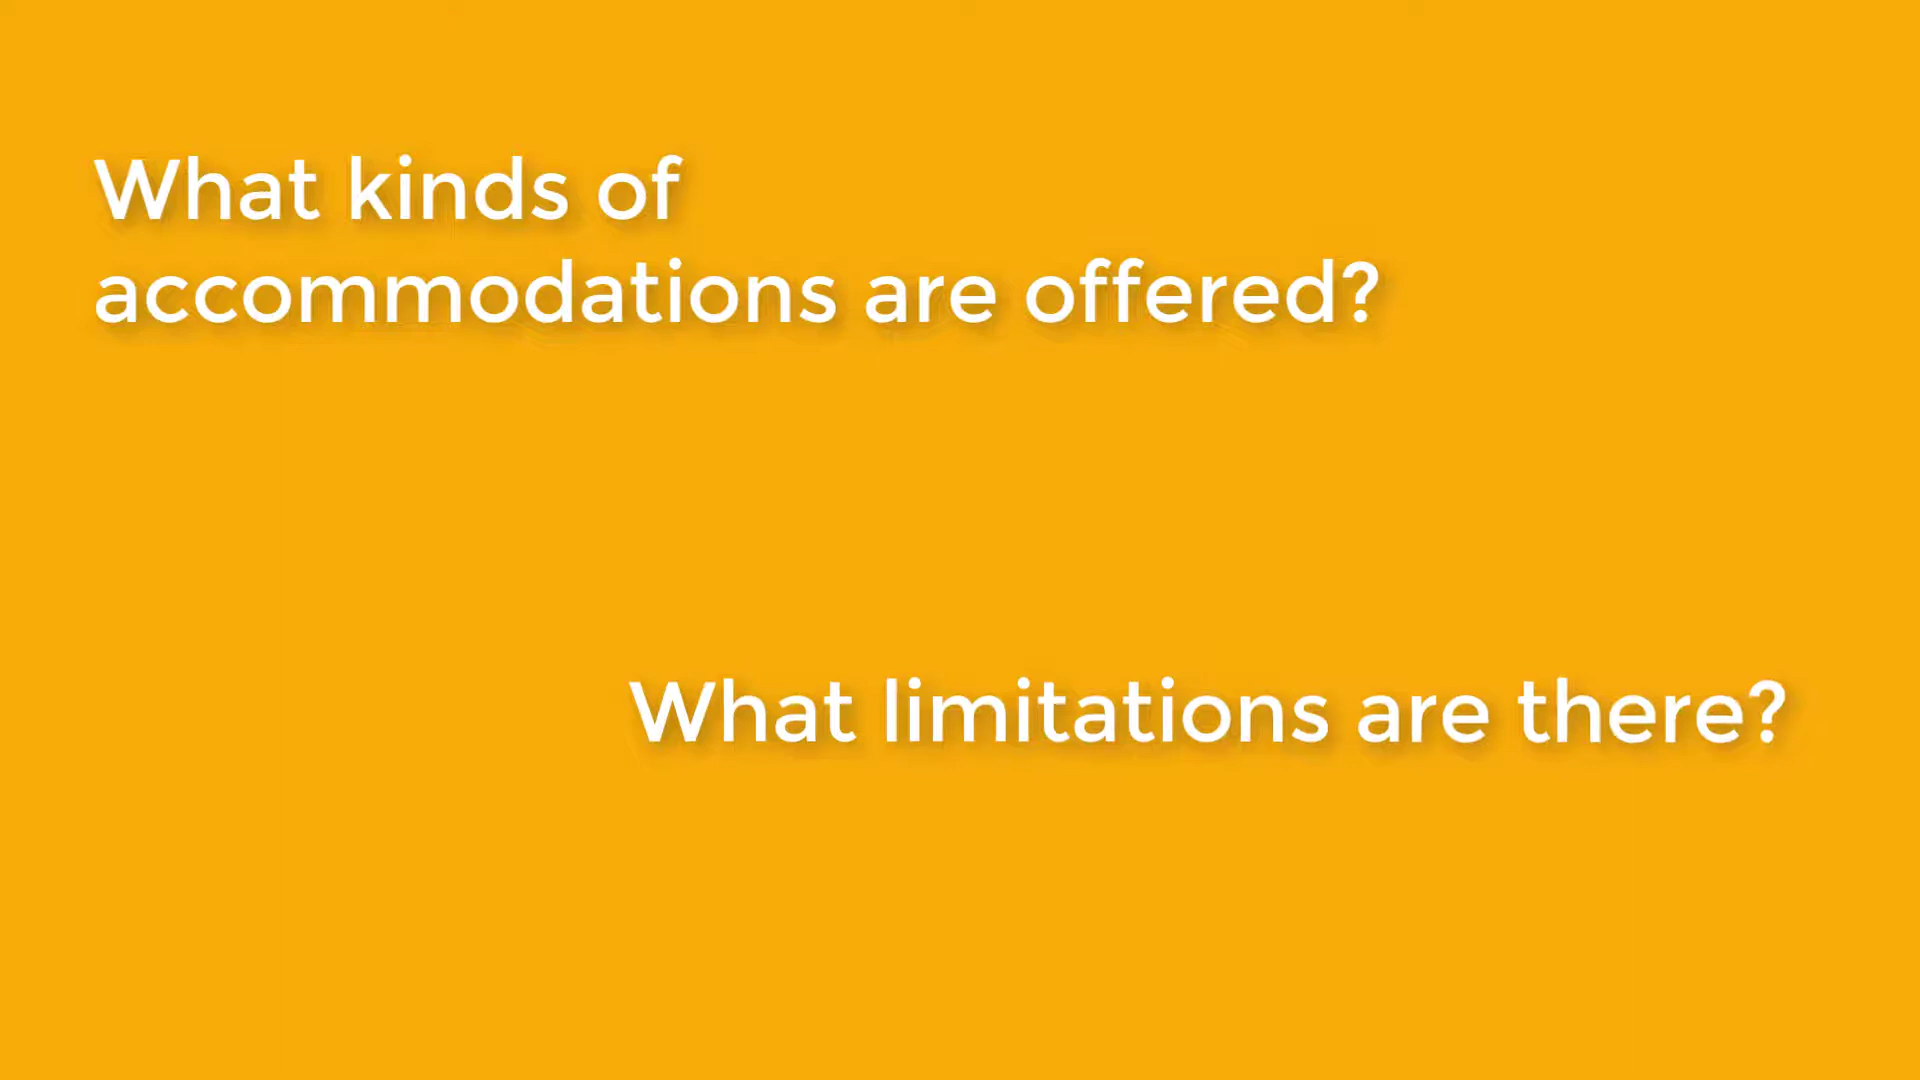 What kinds of
accommodations are offered?
What limitations are there?